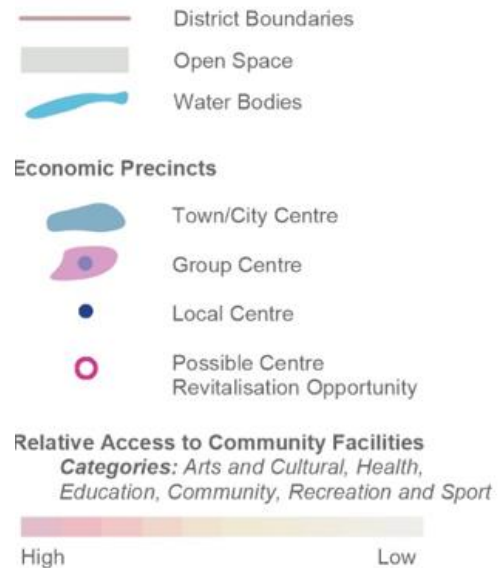 District Boundaries
Open Space
Water Bodies
Economic Precincts
Town/City Centre
Group Centre
Local Centre
Possible Centre
Revitalisation Opportunity
Relative Access to Community Facilities
Categories: Arts and Cultural, Health,
Education, Community, Recreation and Sport
High Low